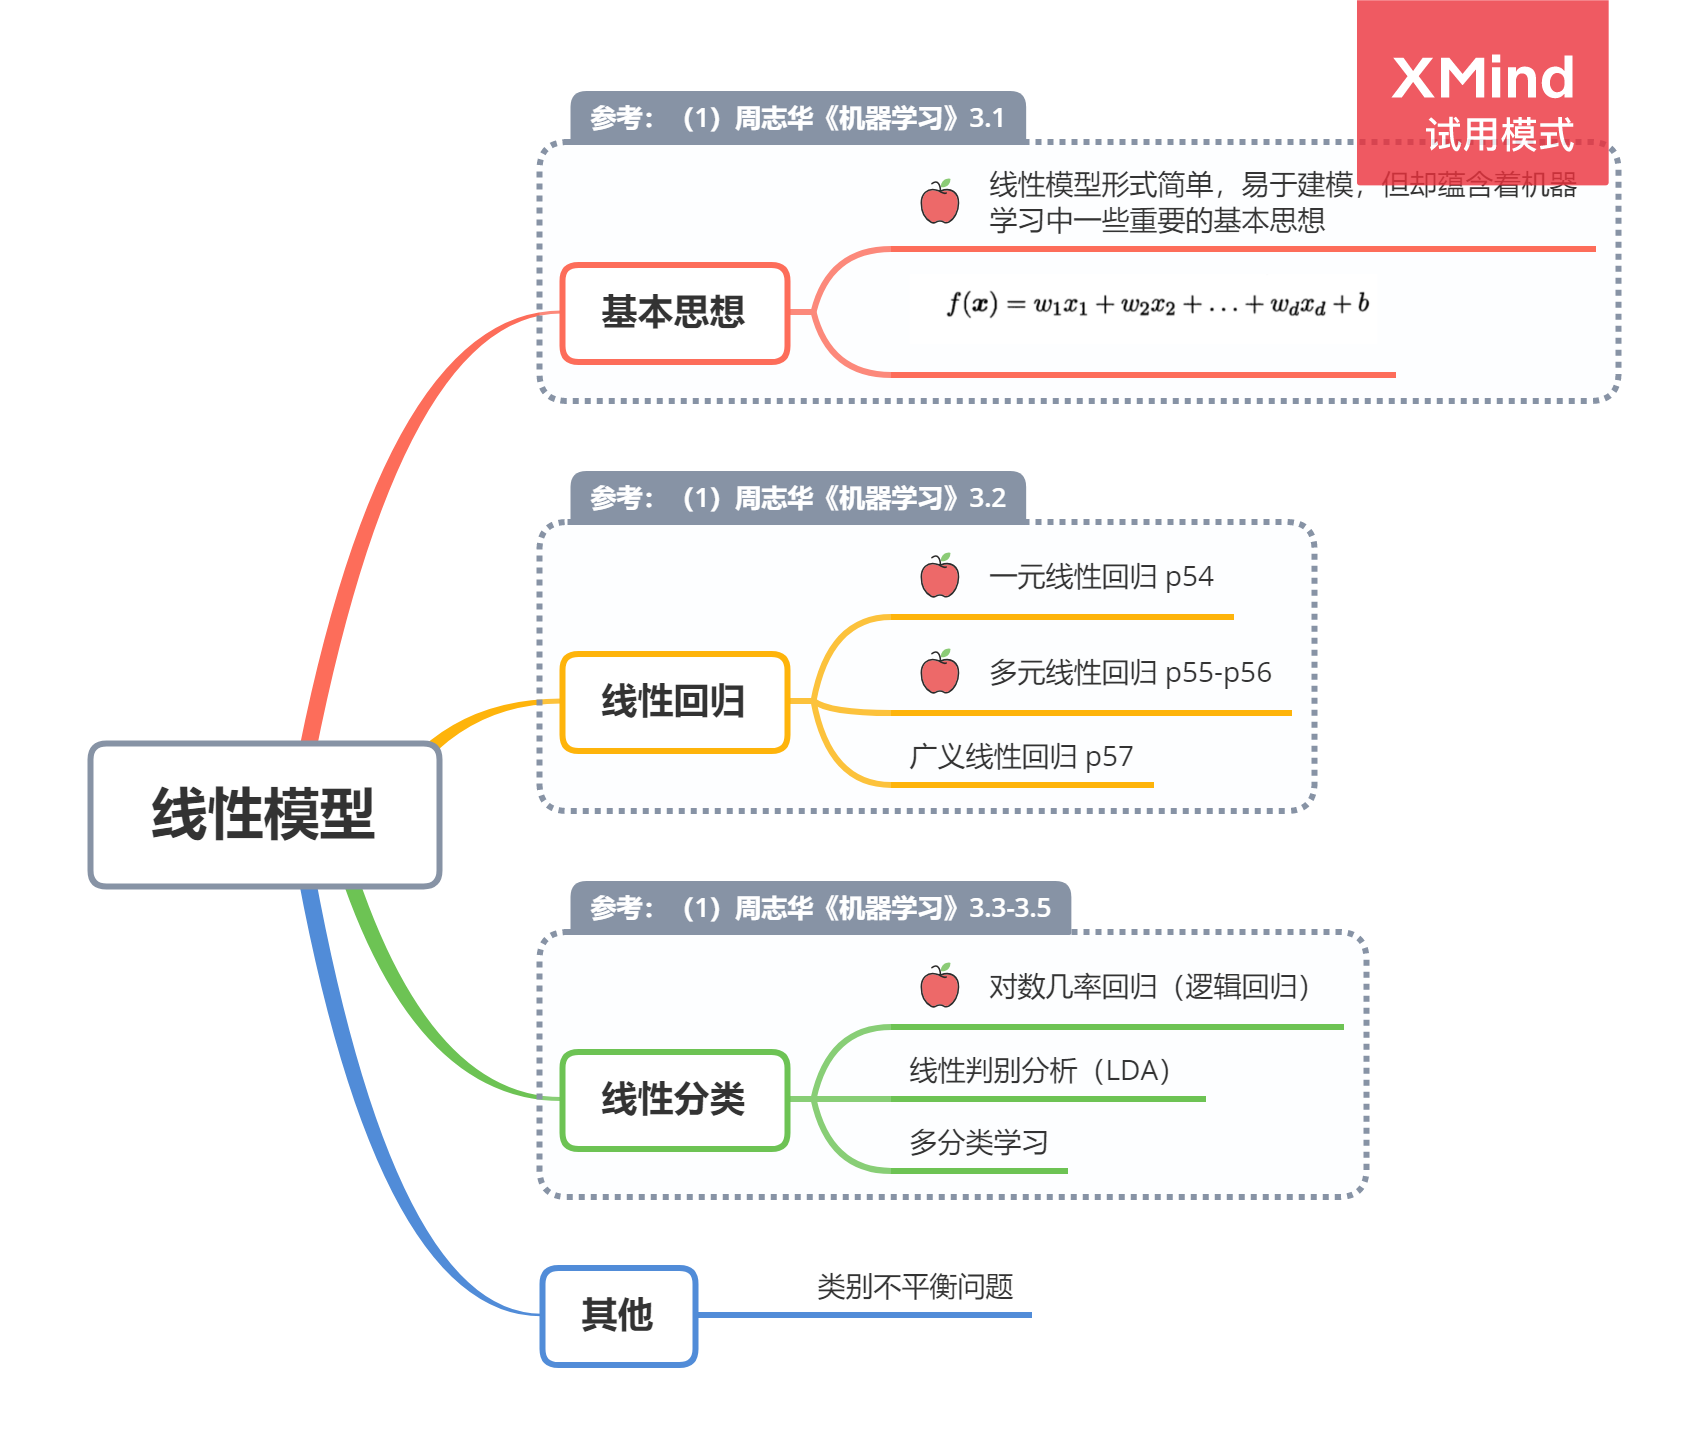 XMind
试用模式
参考：（1）周志华《机器学习》3.1
线性模型形式简单，易于建模，但却蕴含着机器
学习中一些重要的基本思想
基本思想
f(x) = w₁x₁ + w₂x₂ + … + w_d x_d + b
参考：（1）周志华《机器学习》3.2
一元线性回归 p54
多元线性回归 p55-p56
线性回归
广义线性回归 p57
线性模型
参考：（1）周志华《机器学习》3.3-3.5
对数几率回归（逻辑回归）
线性判别分析（LDA）
线性分类
多分类学习
类别不平衡问题
其他